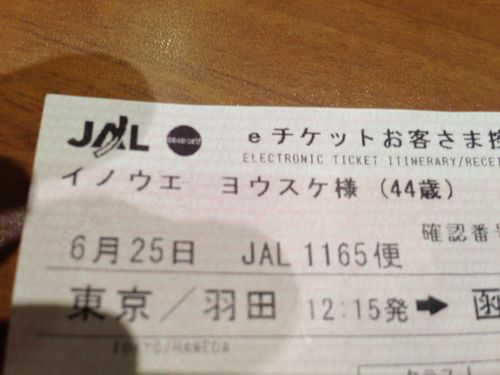 JAL eチケットお客さま控
ELECTRONIC TICKET ITINERARY/RECE
イノウエ ヨウスケ様 (44歳)
確認番号
6月25日 JAL 1165便
東京/羽田 12:15発➡函
TOKYO/HANEDA